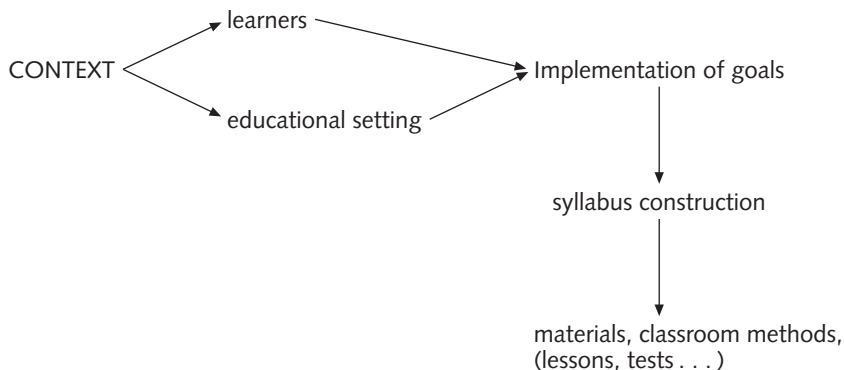 learners
CONTEXT
Implementation of goals
educational setting
syllabus construction
materials, classroom methods,
(lessons, tests . . . )